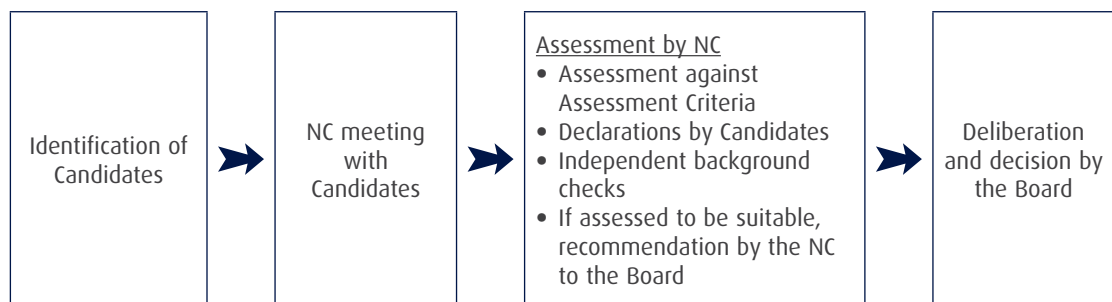 Identification of
Candidates
NC meeting
with
Candidates
Assessment by NC
• Assessment against
Assessment Criteria
• Declarations by Candidates
• Independent background
checks
• If assessed to be suitable,
recommendation by the NC
to the Board
Deliberation
and decision by
the Board